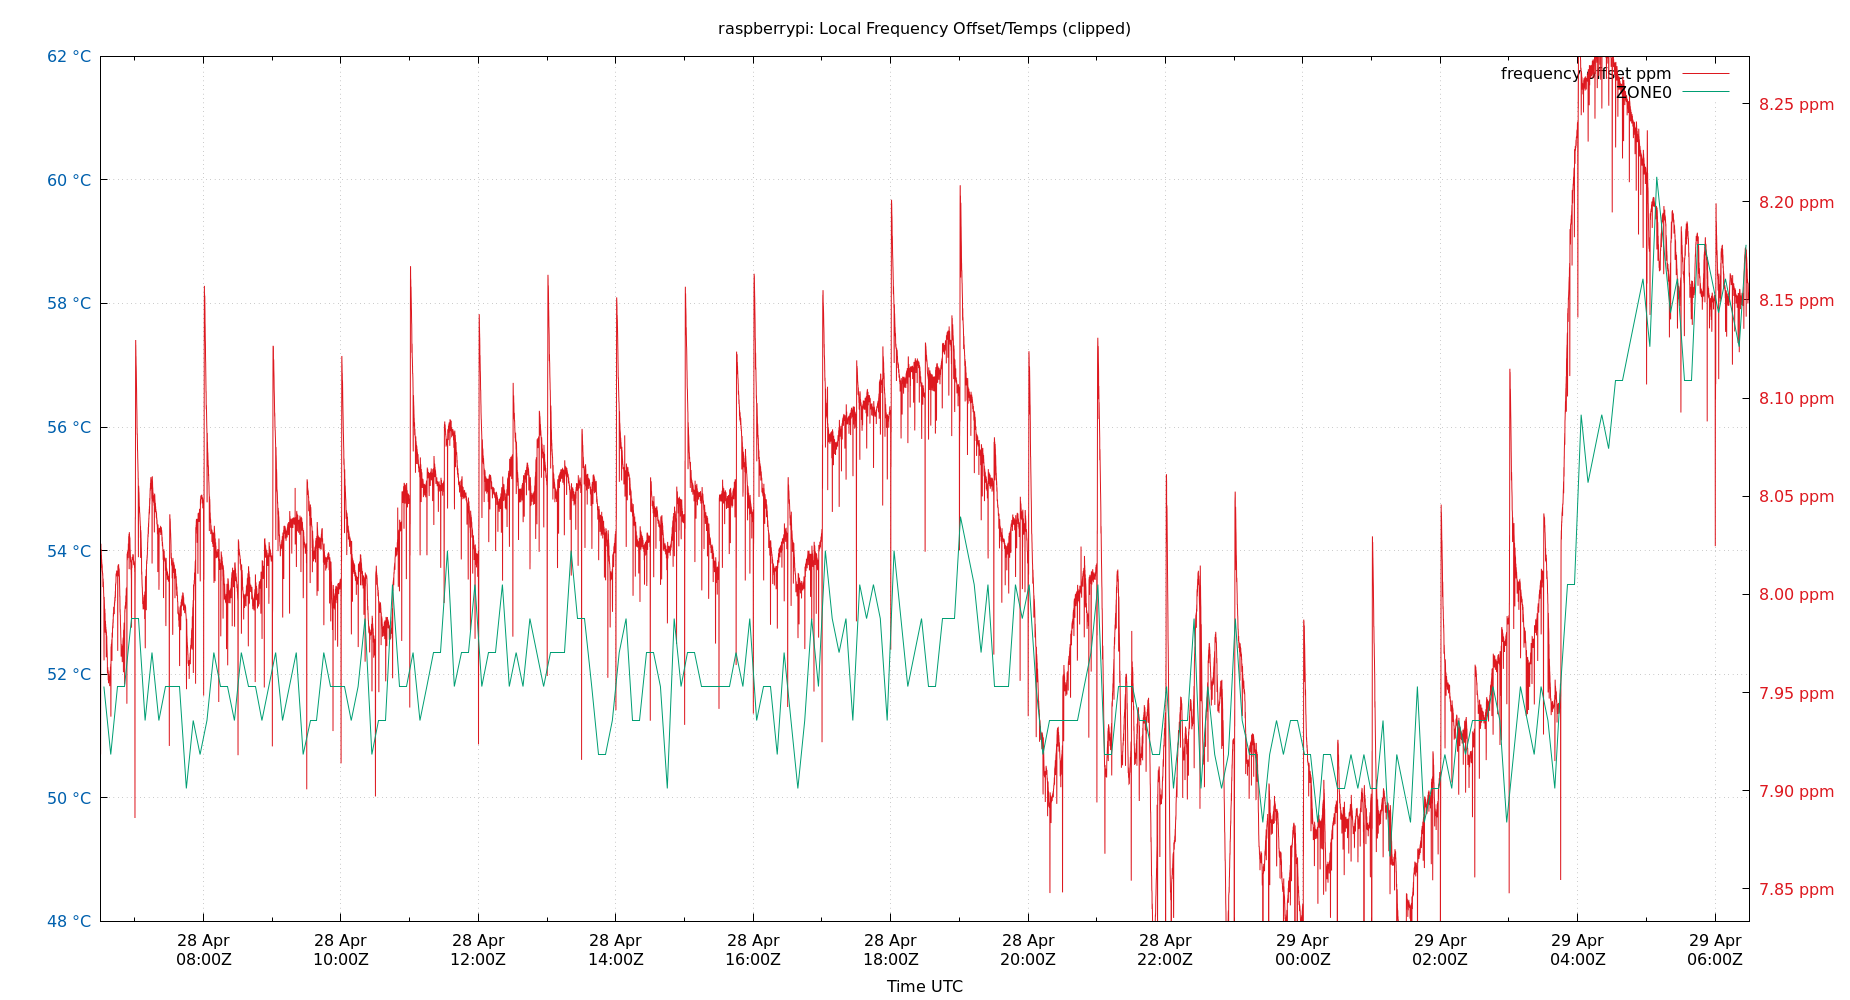 raspberrypi: Local Frequency Offset/Temps (clipped)
62 °C
60 °C
58 °C
56 °C
54 °C
52 °C
50 °C
48 °C
frequency offset ppm
ZONE0
8.25 ppm
8.20 ppm
8.15 ppm
8.10 ppm
8.05 ppm
8.00 ppm
7.95 ppm
7.90 ppm
7.85 ppm
28 Apr
08:00Z
28 Apr
10:00Z
28 Apr
12:00Z
28 Apr
14:00Z
28 Apr
16:00Z
28 Apr
18:00Z
28 Apr
20:00Z
28 Apr
22:00Z
29 Apr
00:00Z
29 Apr
02:00Z
29 Apr
04:00Z
29 Apr
06:00Z
Time UTC